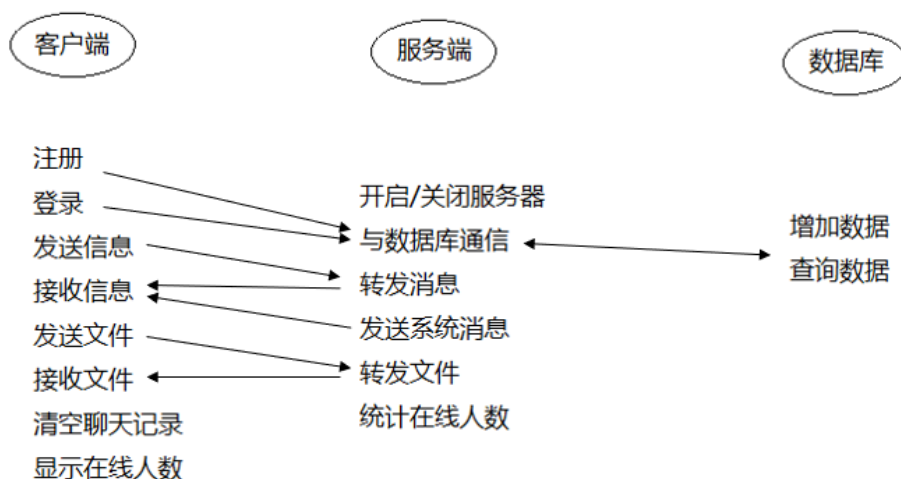 客户端
服务端
数据库
注册
登录
发送信息
接收信息
发送文件
接收文件
清空聊天记录
显示在线人数
开启/关闭服务器
与数据库通信
转发消息
发送系统消息
转发文件
统计在线人数
增加数据
查询数据